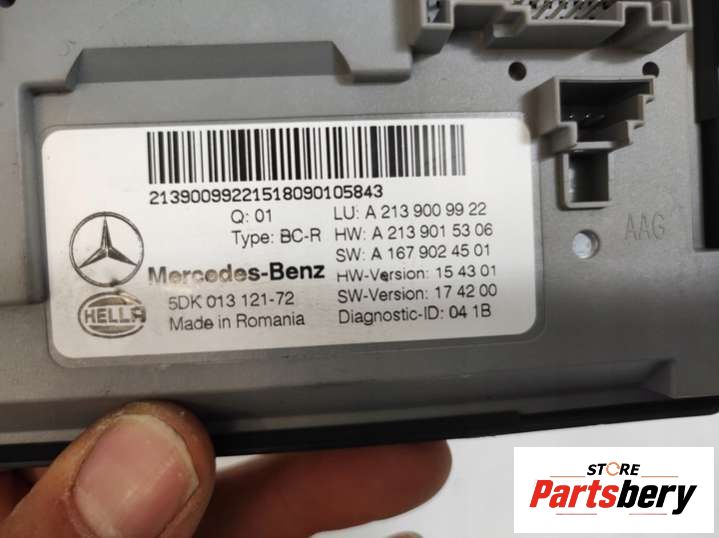 21390099221518090105843
Q: 01
Type: BC-R
LU: A 213 900 99 22
HW: A 213 901 53 06
SW: A 167 902 45 01
HW-Version: 15 43 01
SW-Version: 17 42 00
Diagnostic-ID: 04 1B
Mercedes-Benz
HELLA
5DK 013 121-72
Made in Romania
AAG
STORE
Partsbery